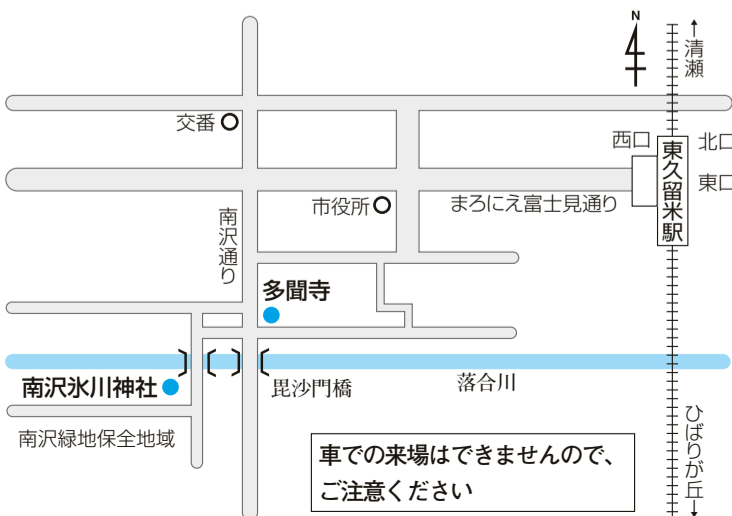 N
←清瀬
交番
西口
北口
東久留米駅
東口
市役所
まろにえ富士見通り
南沢通り
多聞寺
南沢氷川神社
毘沙門橋
落合川
南沢緑地保全地域
ひばりが丘→
車での来場はできませんので、
ご注意ください